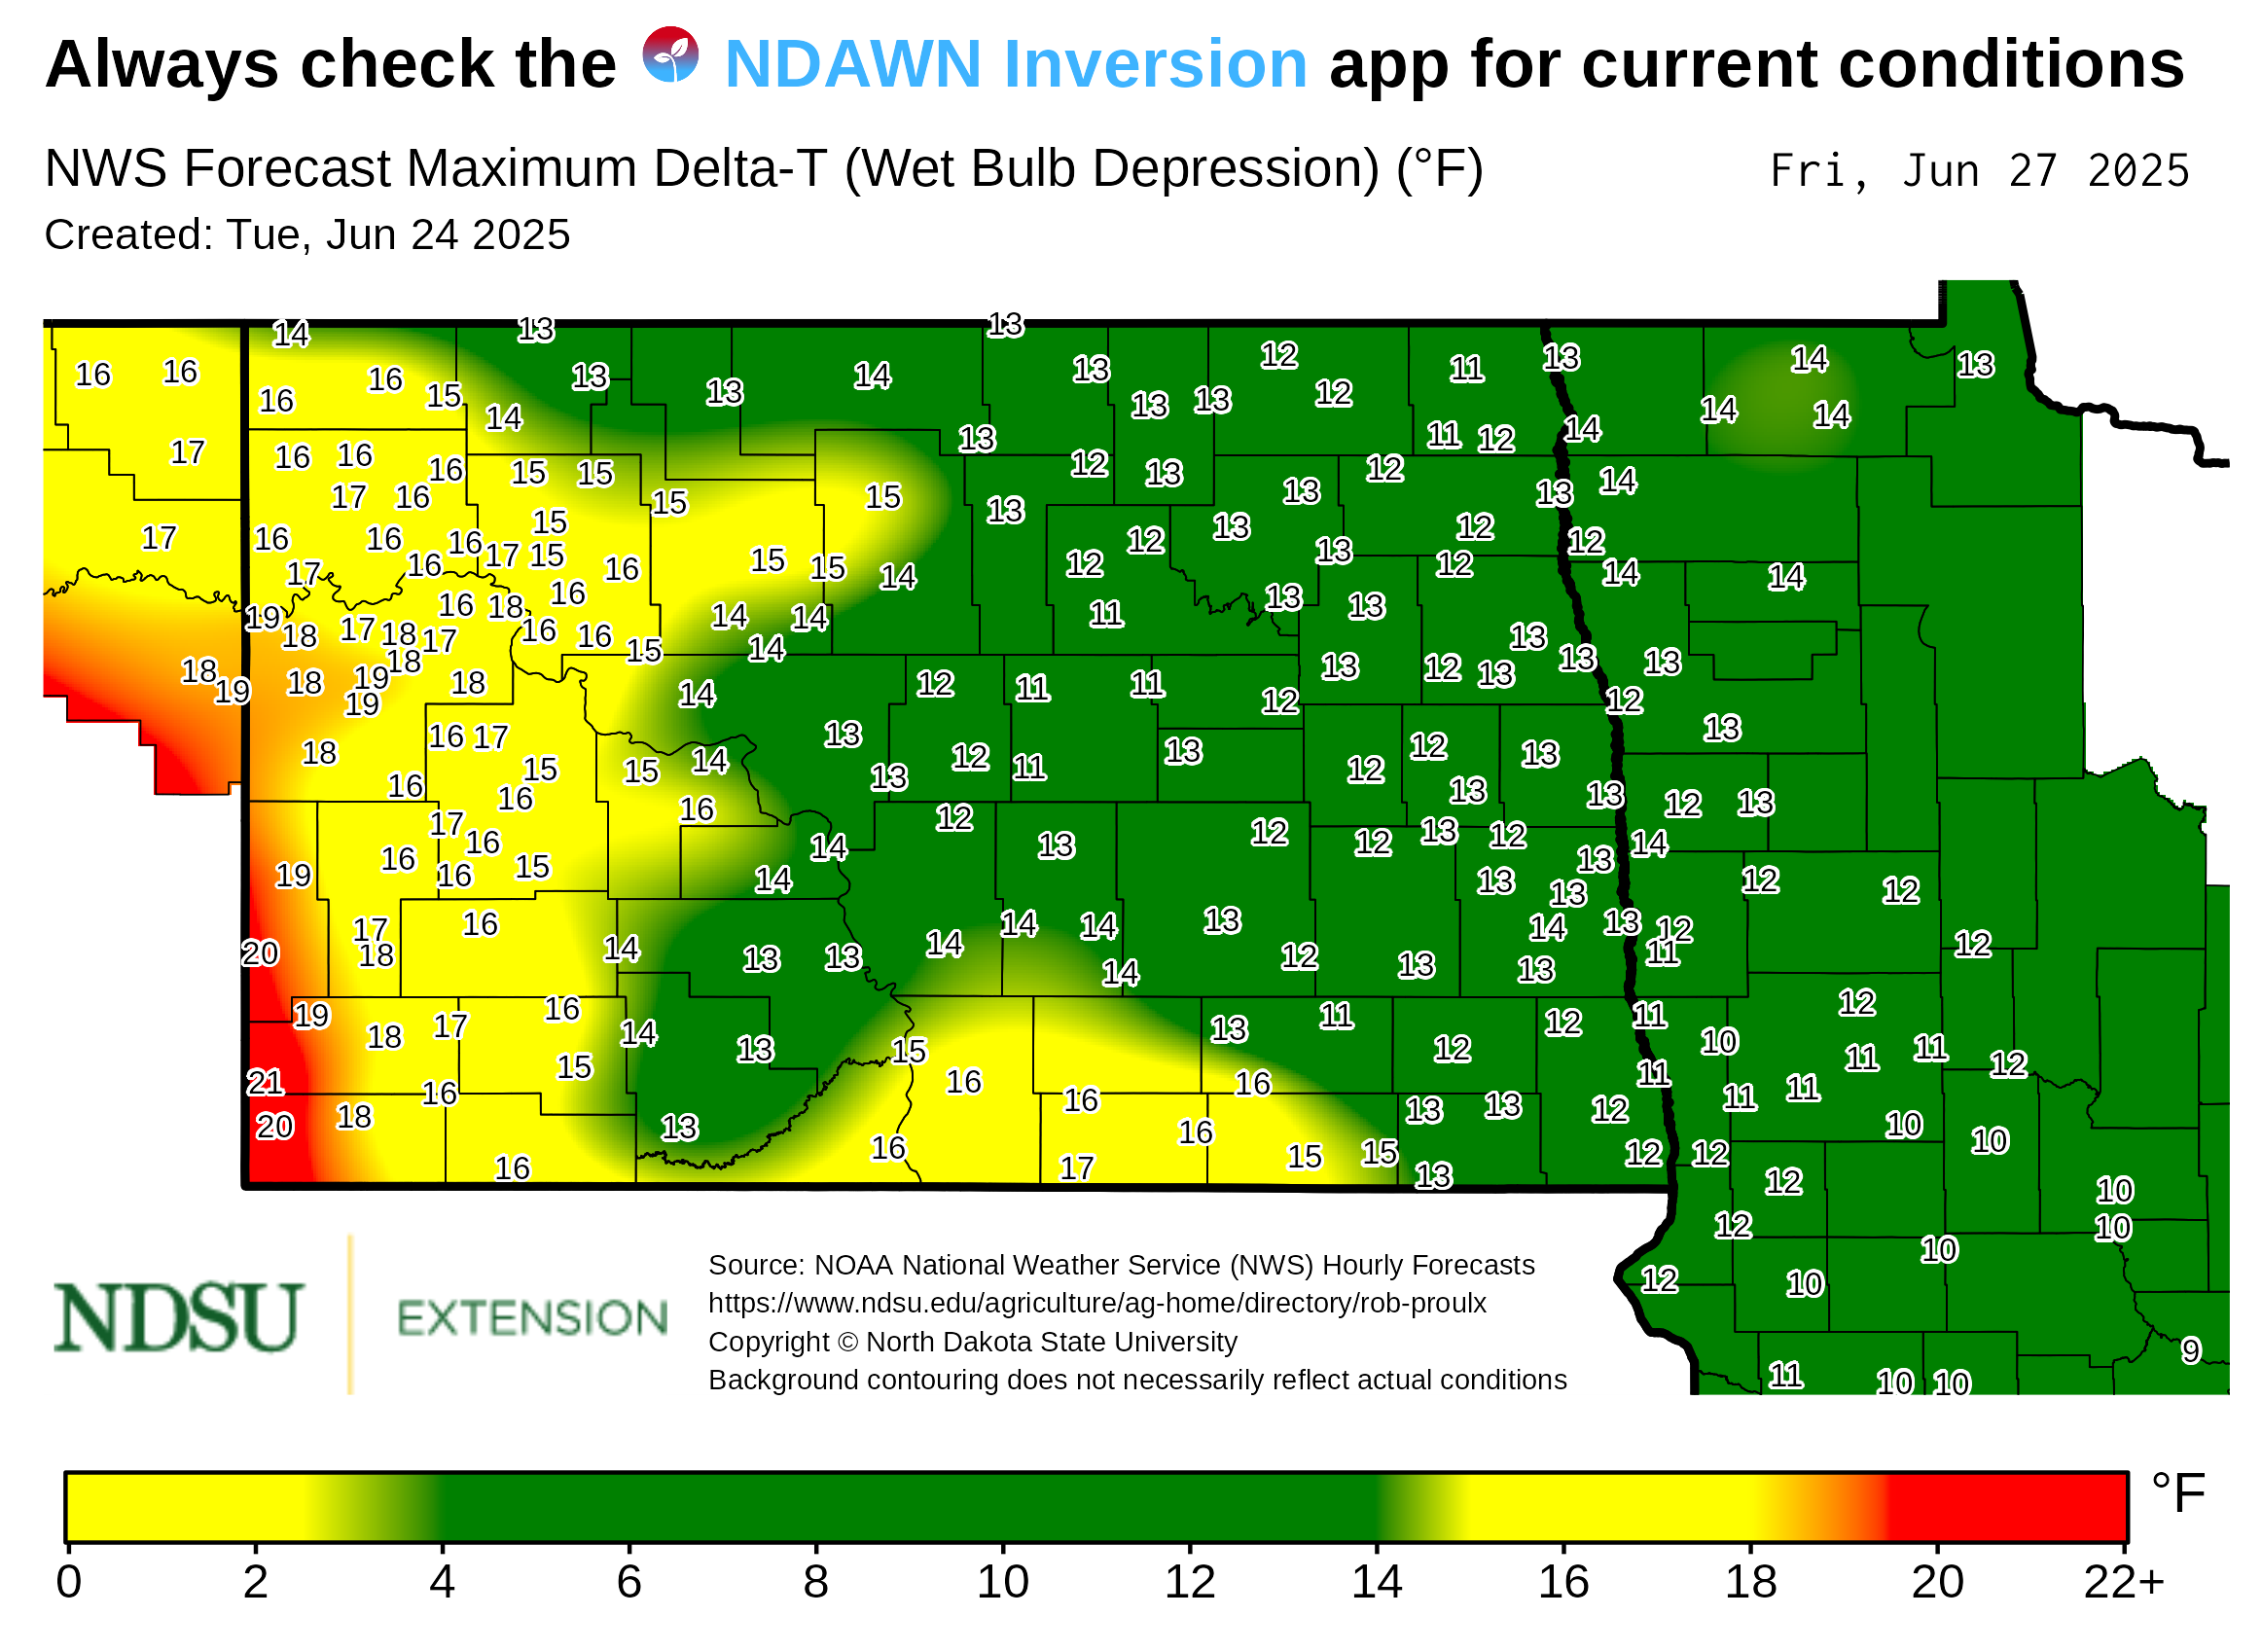 Always check the NDAWN Inversion app for current conditions
NWS Forecast Maximum Delta-T (Wet Bulb Depression) (°F) Fri, Jun 27 2025
Created: Tue, Jun 24 2025
13
14 13
12 13 14 13
16 16 16 13 13 14 13 11
16 15 14 13 13 13 12 14 14
17 13 11 12 14
16 16 16 15 15 12 13 12 14
17 16 15 15 13 13 13
17 16 16 16 15 12 13 12 12
17 16 17 15 16 15 15 14 12 13 12 14 14
19 16 18 16 14 14 11 13 13
18 17 18 17 16 16 15 14 13 13 13
18 19 18 19 18 18 14 12 11 11 13 12 13
19 16 17 13 12 12 13
18 16 15 15 14 13 12 11 13 12 12 13
16 16 12 13 13 12 13
17 16 14 13 12 12 13 12 14
19 16 16 15 14 13 13 12 12
20 17 18 16 14 13 13 14 14 14 13 12 14 13 12 11 12
14 13 13
19 18 17 16 14 13 15 13 11 12 12 11 10 12
21 16 15 16 16 16 11 11 11 11 12
20 18 13 16 13 13 12 11 10 10
16 16 17 15 15 13 12 12 12 10
12 10
12 10 10
9
11 10 10
NDSU EXTENSION
Source: NOAA National Weather Service (NWS) Hourly Forecasts
https://www.ndsu.edu/agriculture/ag-home/directory/rob-proulx
Copyright © North Dakota State University
Background contouring does not necessarily reflect actual conditions
°F
0 2 4 6 8 10 12 14 16 18 20 22+